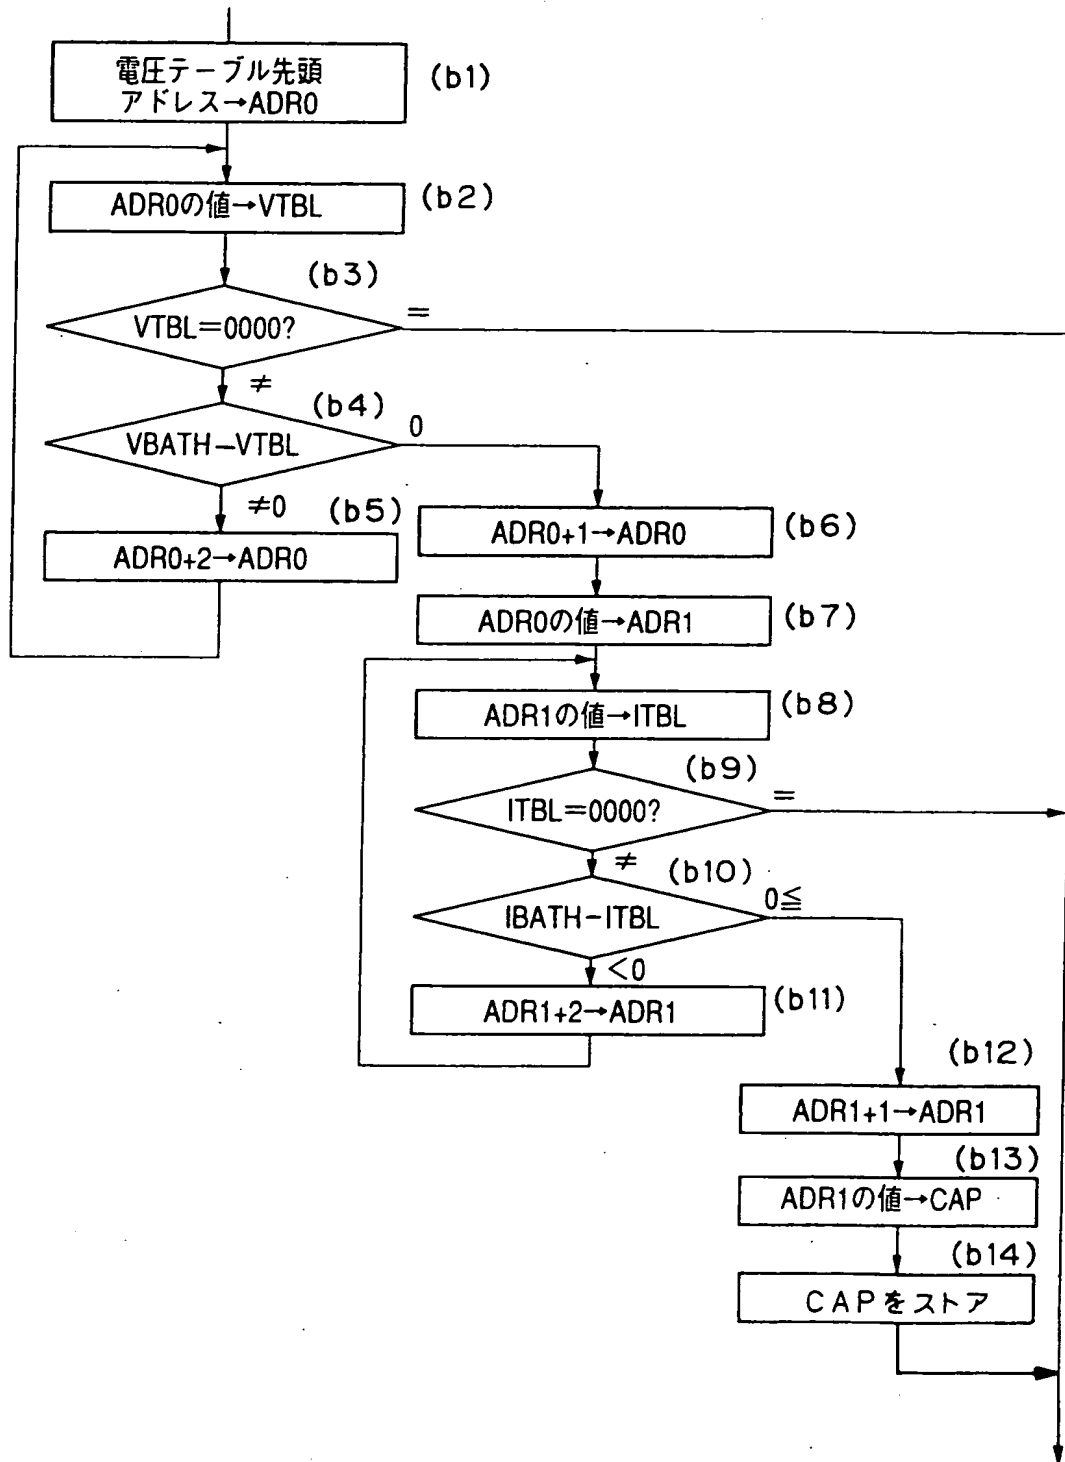 電圧テーブル先頭
アドレス→ADR0
(b1)
ADR0の値→VTBL
(b2)
(b3)
VTBL=0000?
=
≠
(b4)
VBATH-VTBL
0
≠0
(b5)
ADR0+2→ADR0
ADR0+1→ADR0
(b6)
ADR0の値→ADR1
(b7)
ADR1の値→ITBL
(b8)
(b9)
ITBL=0000?
=
≠
(b10)
IBATH-ITBL
0≦
<0
ADR1+2→ADR1
(b11)
(b12)
ADR1+1→ADR1
(b13)
ADR1の値→CAP
(b14)
CAPをストア